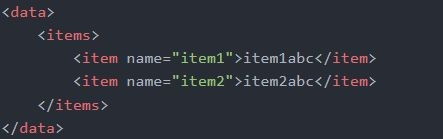 <data>
    <items>
        <item name="item1">item1abc</item>
        <item name="item2">item2abc</item>
    </items>
</data>